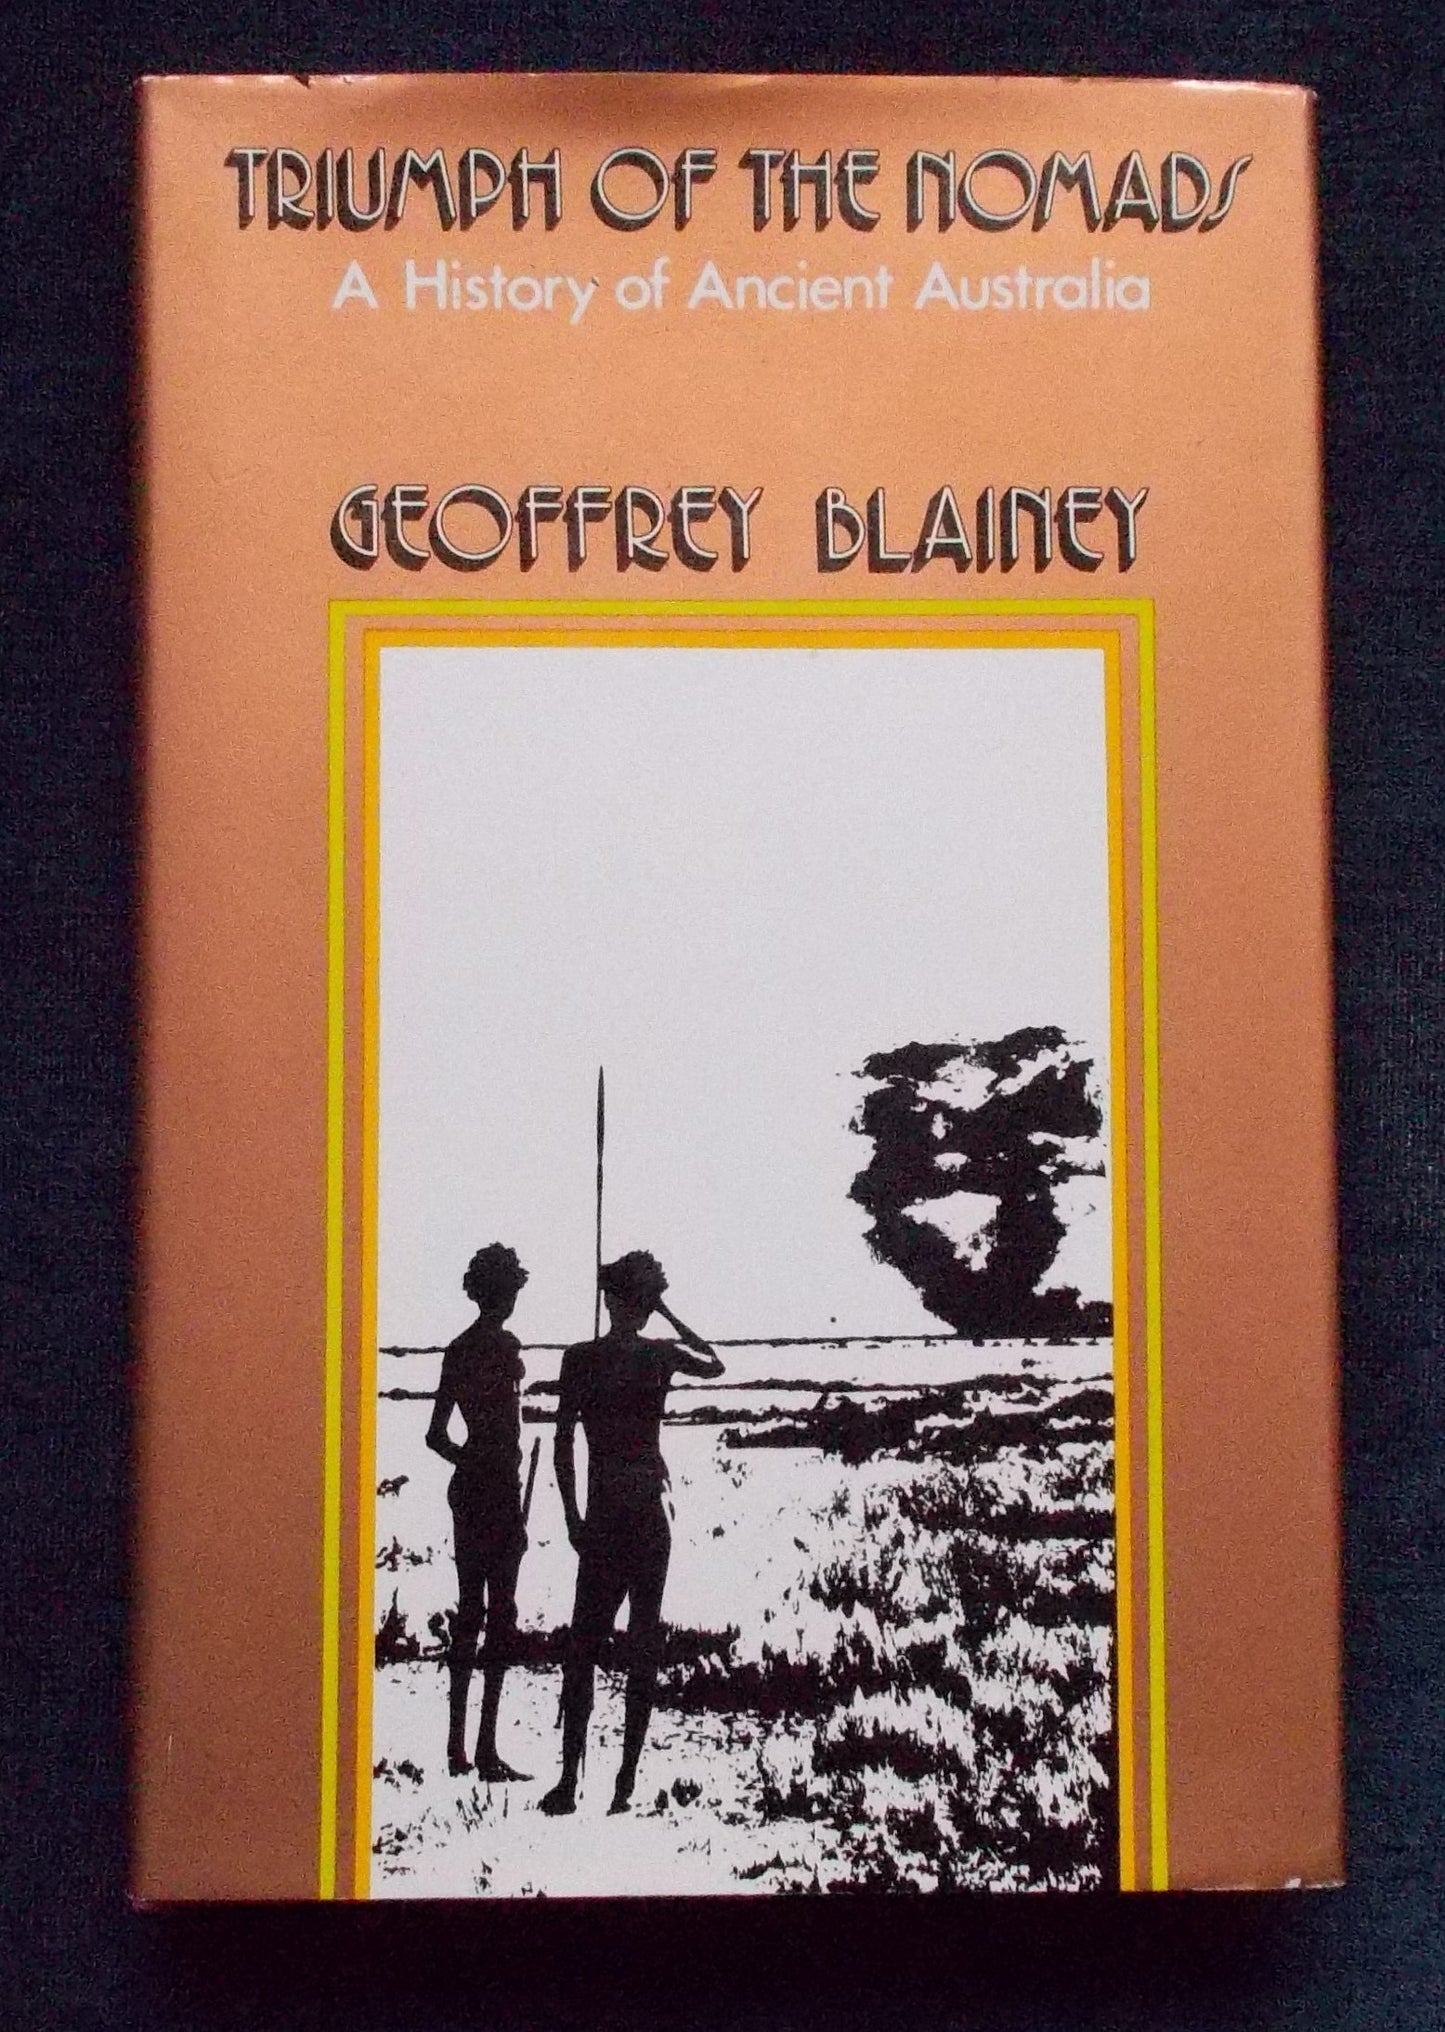 TRIUMPH OF THE NOMADS
A History of Ancient Australia
GEOFFREY BLAINEY